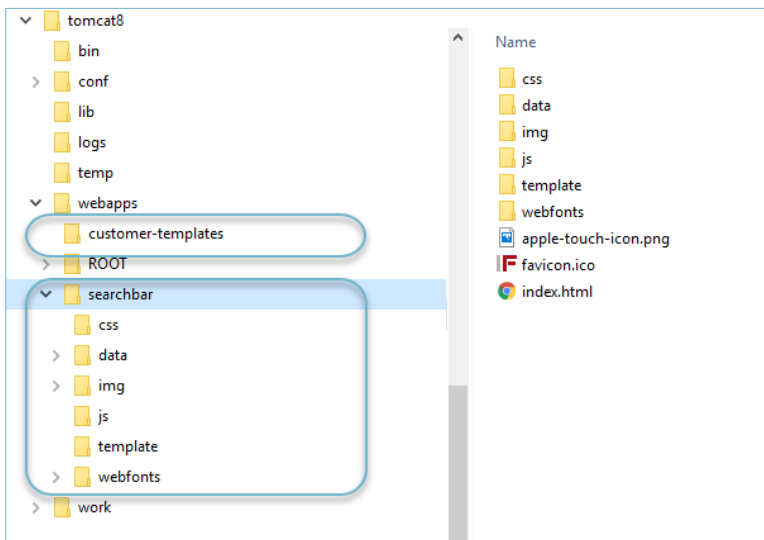 tomcat8
bin
conf
lib
logs
temp
webapps
customer-templates
ROOT
searchbar
css
data
img
js
template
webfonts
work
Name
css
data
img
js
template
webfonts
apple-touch-icon.png
favicon.ico
index.html